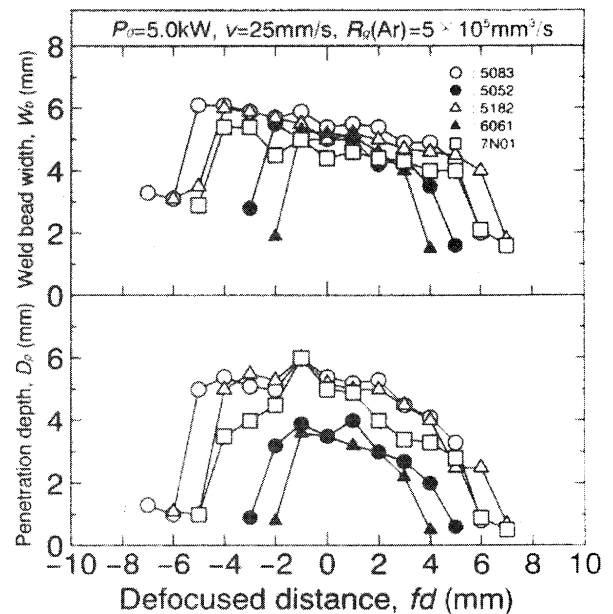 P₀=5.0kW, v=25mm/s, Rg(Ar)=5 × 10⁵mm³/s
Weld bead width, Wb (mm)
8
6
4
2
0
○ : 5083
● : 5052
△ : 5182
▲ : 6061
□ : 7N01
Penetration depth, Dp (mm)
6
4
2
0
−10 −8 −6 −4 −2 0 2 4 6 8 10
Defocused distance, fd (mm)